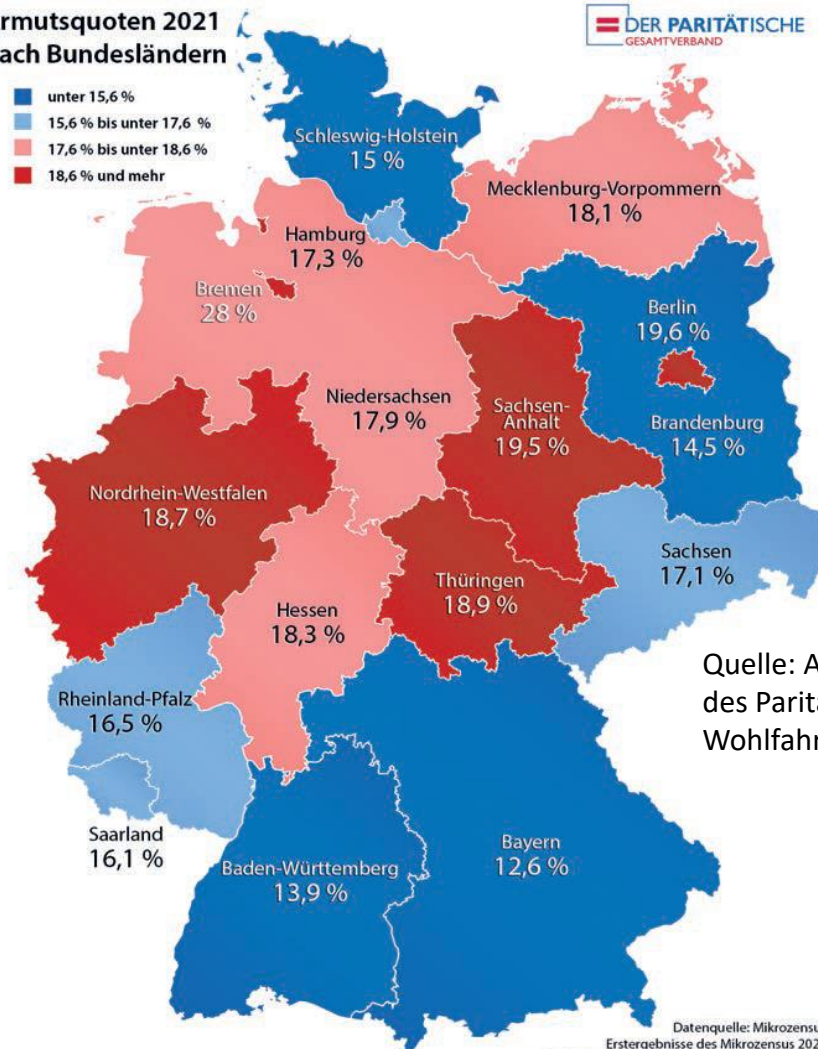 rmutsquoten 2021
ach Bundesländern
unter 15,6 %
15,6 % bis unter 17,6 %
17,6 % bis unter 18,6 %
18,6 % und mehr
DER PARITÄTISCHE
GESAMTVERBAND
Schleswig-Holstein
15 %
Mecklenburg-Vorpommern
18,1 %
Hamburg
17,3 %
Bremen
28 %
Berlin
19,6 %
Niedersachsen
17,9 %
Sachsen-
Anhalt
19,5 %
Brandenburg
14,5 %
Nordrhein-Westfalen
18,7 %
Sachsen
17,1 %
Thüringen
18,9 %
Hessen
18,3 %
Quelle: A
des Parita
Wohlfahr
Rheinland-Pfalz
16,5 %
Saarland
16,1 %
Baden-Württemberg
13,9 %
Bayern
12,6 %
Datenquelle: Mikrozensu
Erstergebnisse des Mikrozensus 202